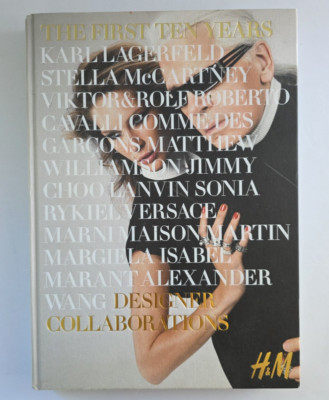 THE FIRST TEN YEARS
KARL LAGERFELD
STELLA McCARTNEY
VIKTOR&ROLF ROBERTO
CAVALLI COMME DES
GARÇONS MATTHEW
WILLIAMSON JIMMY
CHOO LANVIN SONIA
RYKIEL VERSACE
MARNI MAISON MARTIN
MARGIELA ISABEL
MARANT ALEXANDER
WANG DESIGNER
COLLABORATIONS
H&M